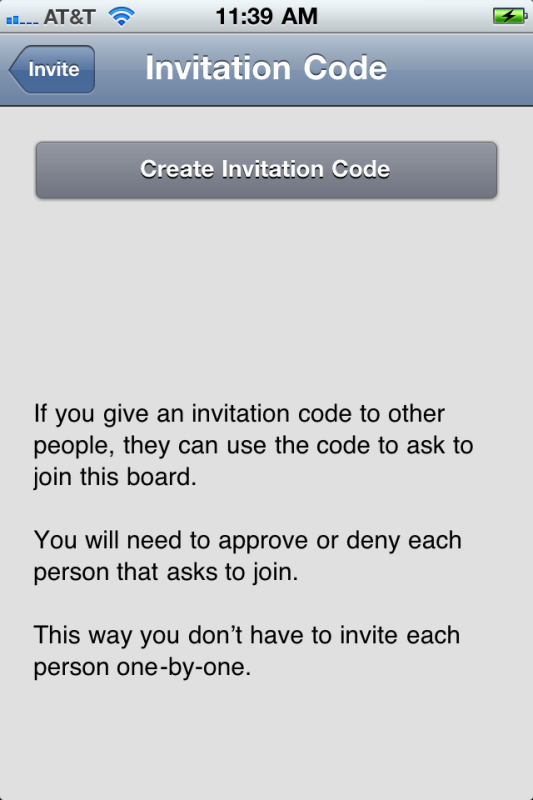 AT&T 11:39 AM
Invite Invitation Code
Create Invitation Code
If you give an invitation code to other
people, they can use the code to ask to
join this board.
You will need to approve or deny each
person that asks to join.
This way you don’t have to invite each
person one-by-one.